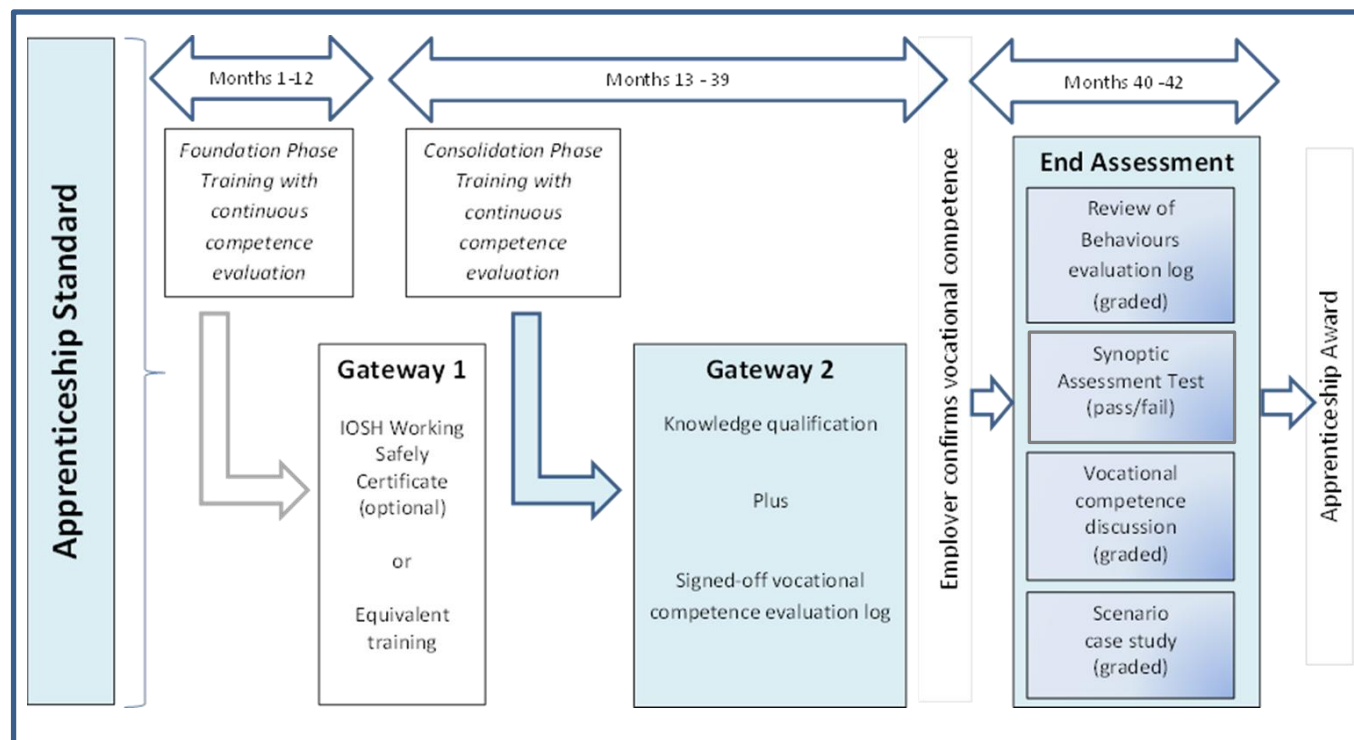 Apprenticeship Standard
Months 1-12
Months 13 - 39
Months 40 -42
Foundation Phase
Training with
continuous
competence
evaluation
Consolidation Phase
Training with
continuous
competence
evaluation
Gateway 1
IOSH Working
Safely
Certificate
(optional)
or
Equivalent
training
Gateway 2
Knowledge qualification
Plus
Signed-off vocational
competence evaluation log
Employer confirms vocational competence
End Assessment
Review of
Behaviours
evaluation log
(graded)
Synoptic
Assessment Test
(pass/fail)
Vocational
competence
discussion
(graded)
Scenario
case study
(graded)
Apprenticeship Award